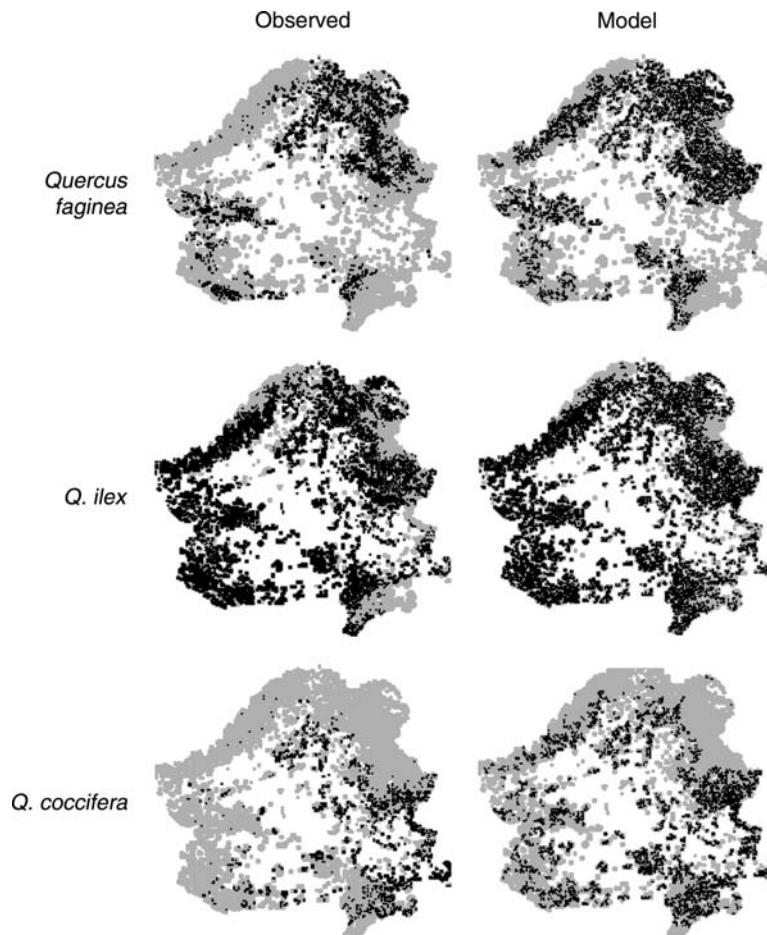 Observed Model
Quercus
faginea
Q. ilex
Q. coccifera